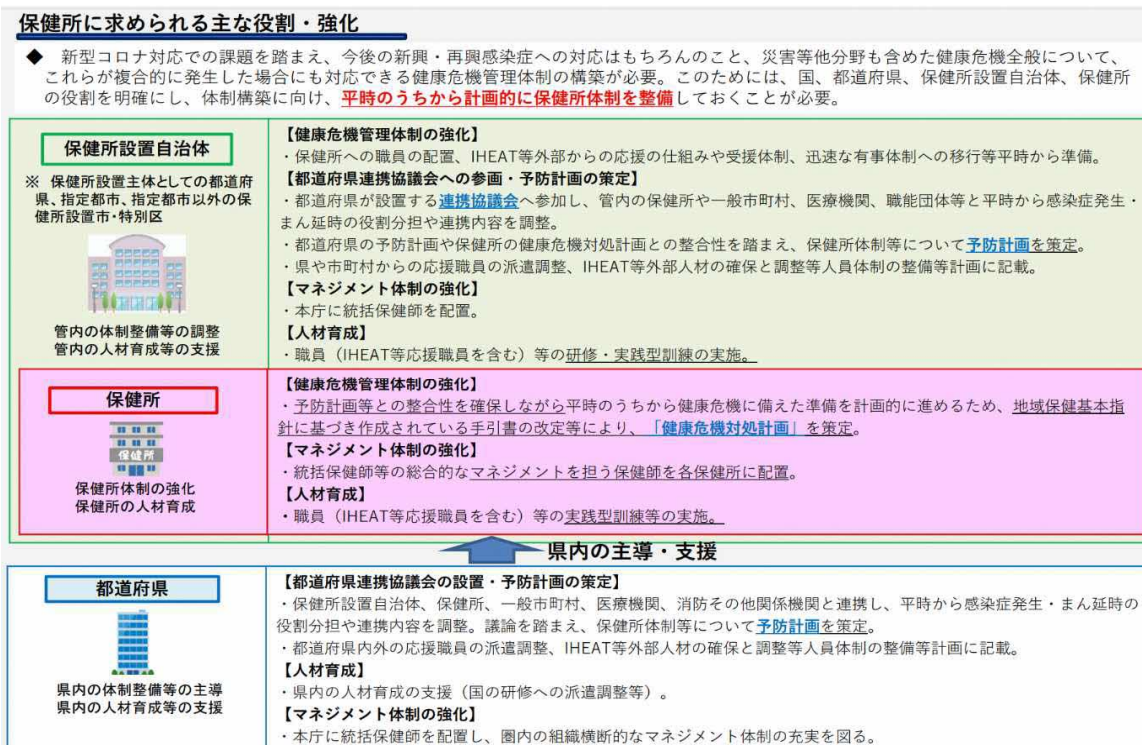 保健所に求められる主な役割・強化
◆ 新型コロナ対応での課題を踏まえ、今後の新興・再興感染症への対応はもちろんのこと、災害等他分野も含めた健康危機全般について、
これらが複合的に発生した場合にも対応できる健康危機管理体制の構築が必要。このためには、国、都道府県、保健所設置自治体、保健所
の役割を明確にし、体制構築に向け、平時のうちから計画的に保健所体制を整備しておくことが必要。
保健所設置自治体
※ 保健所設置主体としての都道府
県、指定都市、指定都市以外の保
健所設置市・特別区
管内の体制整備等の調整
管内の人材育成等の支援
【健康危機管理体制の強化】
・保健所への職員の配置、IHEAT等外部からの応援の仕組みや受援体制、迅速な有事体制への移行等平時から準備。
【都道府県連携協議会への参画・予防計画の策定】
・都道府県が設置する連携協議会へ参加し、管内の保健所や一般市町村、医療機関、職能団体等と平時から感染症発生・
まん延時の役割分担や連携内容を調整。
・都道府県の予防計画や保健所の健康危機対処計画との整合性を踏まえ、保健所体制等について予防計画を策定。
・県や市町村からの応援職員の派遣調整、IHEAT等外部人材の確保と調整等人員体制の整備等計画に記載。
【マネジメント体制の強化】
・本庁に統括保健師を配置。
【人材育成】
・職員（IHEAT等応援職員を含む）等の研修・実践型訓練の実施。
保健所
保健所
保健所体制の強化
保健所の人材育成
【健康危機管理体制の強化】
・予防計画等との整合性を確保しながら平時のうちから健康危機に備えた準備を計画的に進めるため、地域保健基本指
針に基づき作成されている手引書の改定等により、「健康危機対処計画」を策定。
【マネジメント体制の強化】
・統括保健師等の総合的なマネジメントを担う保健師を各保健所に配置。
【人材育成】
・職員（IHEAT等応援職員を含む）等の実践型訓練等の実施。
県内の主導・支援
都道府県
県内の体制整備等の主導
県内の人材育成等の支援
【都道府県連携協議会の設置・予防計画の策定】
・保健所設置自治体、保健所、一般市町村、医療機関、消防その他関係機関と連携し、平時から感染症発生・まん延時の
役割分担や連携内容を調整。議論を踏まえ、保健所体制等について予防計画を策定。
・都道府県内外の応援職員の派遣調整、IHEAT等外部人材の確保と調整等人員体制の整備等計画に記載。
【人材育成】
・県内の人材育成の支援（国の研修への派遣調整等）。
【マネジメント体制の強化】
・本庁に統括保健師を配置し、圏内の組織横断的なマネジメント体制の充実を図る。